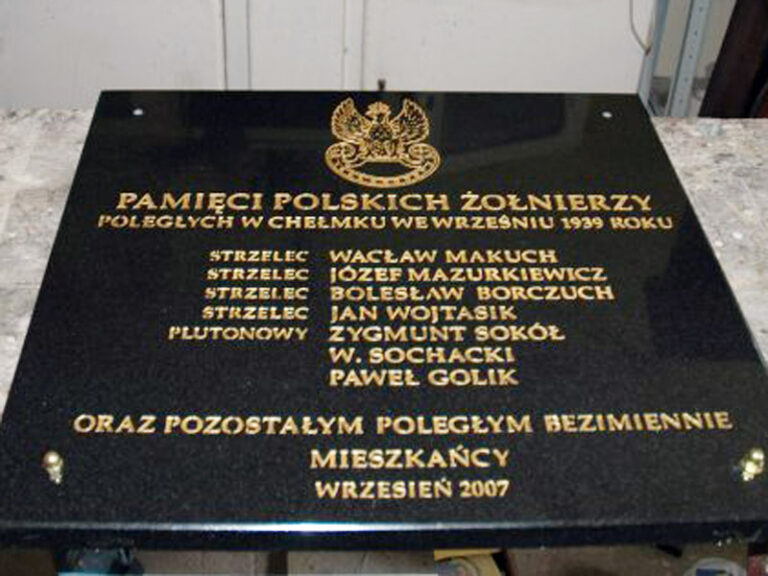 PAMIĘCI POLSKICH ŻOŁNIERZY
POLEGŁYCH W CHEŁMKU WE WRZEŚNIU 1939 ROKU
STRZELEC WACŁAW MAKUCH
STRZELEC JÓZEF MAZURKIEWICZ
STRZELEC BOLESŁAW BORCZUCH
STRZELEC JAN WOJTASIK
PLUTONOWY ZYGMUNT SOKÓŁ
W. SOCHACKI
PAWEŁ GOLIK
ORAZ POZOSTAŁYM POLEGŁYM BEZIMIENNIE
MIESZKAŃCY
WRZESIEŃ 2007